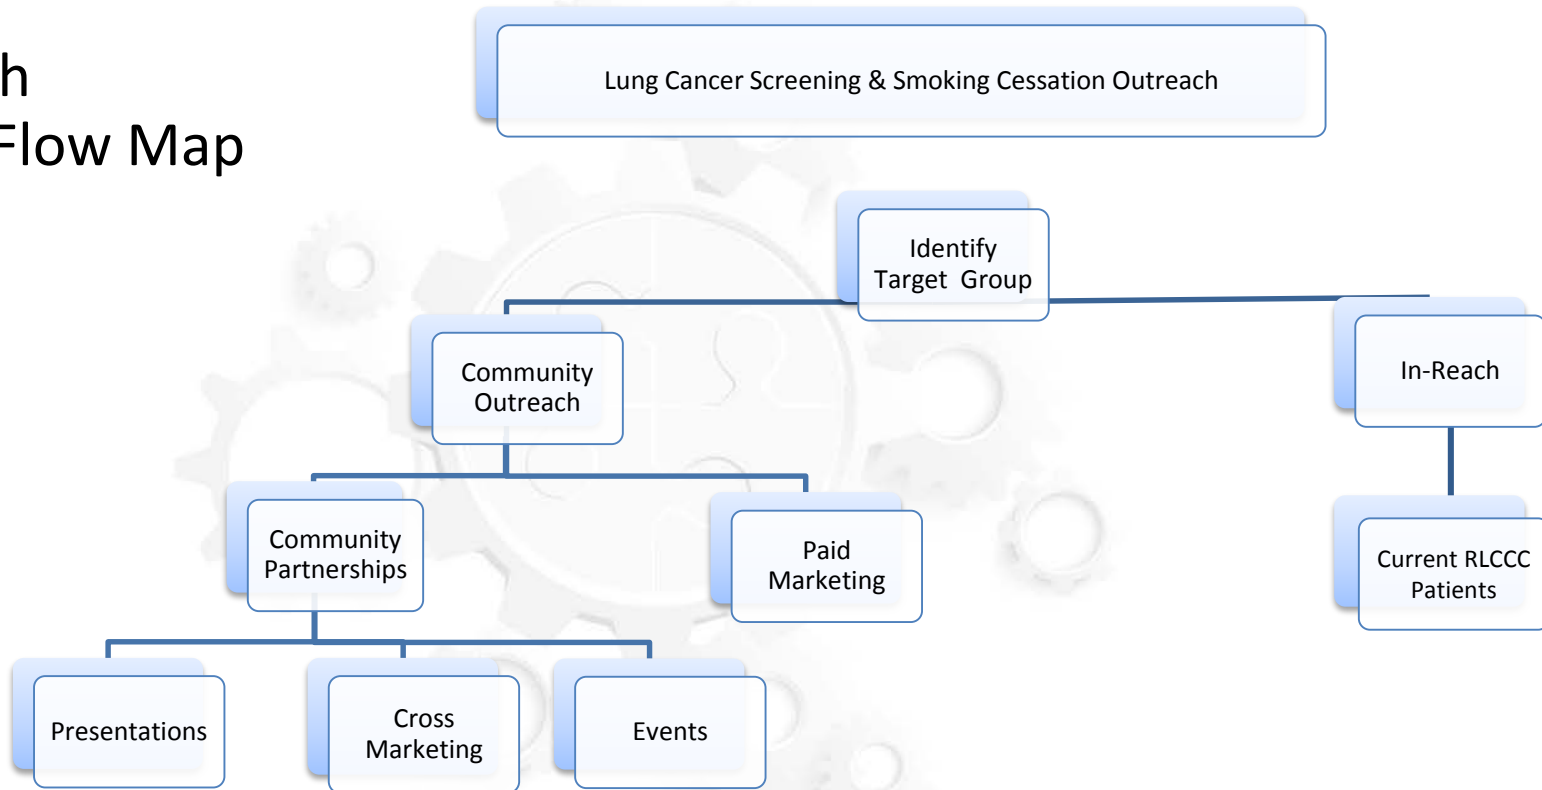 Flow Map
Lung Cancer Screening & Smoking Cessation Outreach
Identify
Target Group
Community
Outreach
In-Reach
Community
Partnerships
Paid
Marketing
Current RLCCC
Patients
Presentations
Cross
Marketing
Events